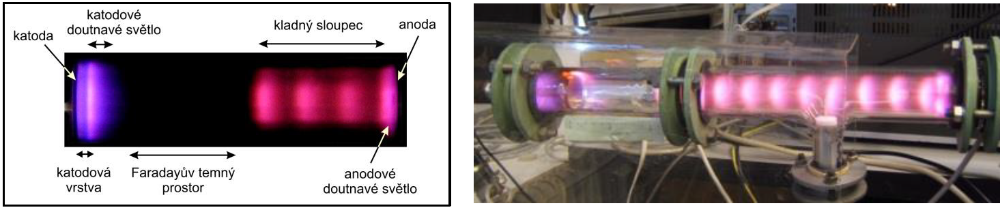 katodové
doutnavé světlo
katoda
kladný sloupec
anoda
katodová
vrstva
Faradayův temný
prostor
anodové
doutnavé světlo